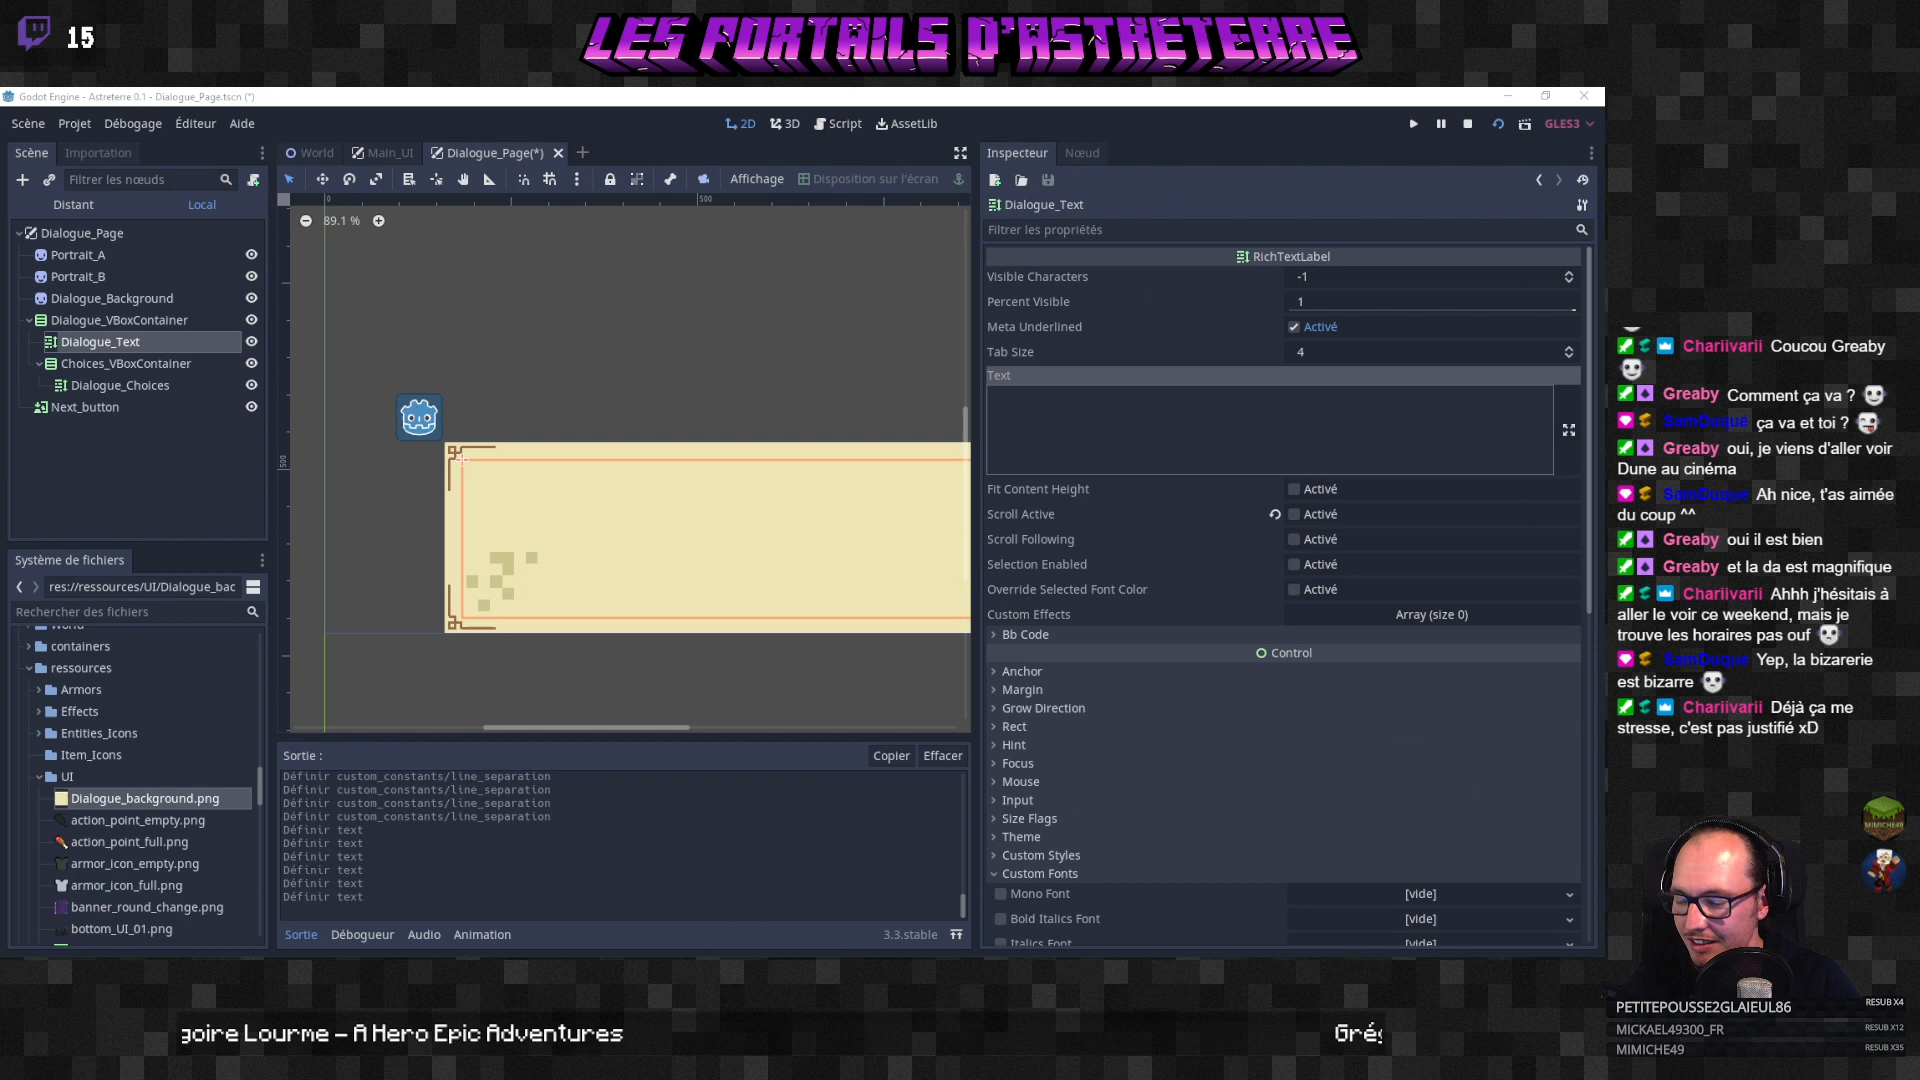 15
LES PORTAILS D'ASTRÉTERRE
Godot Engine - Astreterre 0.1 - Dialogue_Page.tscn (*)
Scène Projet Débogage Éditeur Aide
2D 3D Script AssetLib
GLES3
Scène Importation
Filtrer les nœuds
Distant Local
Dialogue_Page
Portrait_A
Portrait_B
Dialogue_Background
Dialogue_VBoxContainer
Dialogue_Text
Choices_VBoxContainer
Dialogue_Choices
Next_button
Système de fichiers
res://ressources/UI/Dialogue_bac
Rechercher des fichiers
containers
ressources
Armors
Effects
Entities_Icons
Item_Icons
UI
Dialogue_background.png
action_point_empty.png
action_point_full.png
armor_icon_empty.png
armor_icon_full.png
banner_round_change.png
bottom_UI_01.png
World Main_UI Dialogue_Page(*)
Affichage Disposition sur l'écran
0 500
89.1 %
500
Sortie : Copier Effacer
Définir custom_constants/line_separation
Définir custom_constants/line_separation
Définir custom_constants/line_separation
Définir custom_constants/line_separation
Définir text
Définir text
Définir text
Définir text
Définir text
Définir text
Sortie Débogueur Audio Animation 3.3.stable
Inspecteur Nœud
Dialogue_Text
Filtrer les propriétés
RichTextLabel
Visible Characters -1
Percent Visible 1
Meta Underlined Activé
Tab Size 4
Text
Fit Content Height Activé
Scroll Active Activé
Scroll Following Activé
Selection Enabled Activé
Override Selected Font Color Activé
Custom Effects Array (size 0)
Bb Code
Control
Anchor
Margin
Grow Direction
Rect
Hint
Focus
Mouse
Input
Size Flags
Theme
Custom Styles
Custom Fonts
Mono Font [vide]
Bold Italics Font [vide]
Italics Font [vide]
Chariivarii Coucou Greaby
Greaby Comment ça va ?
SamDuque ça va et toi ?
Greaby oui, je viens d'aller voir
Dune au cinéma
SamDuque Ah nice, t'as aimée
du coup ^^
Greaby oui il est bien
Greaby et la da est magnifique
Chariivarii Ahhh j'hésitais à
aller le voir ce weekend, mais je
trouve les horaires pas ouf
SamDuque Yep, la bizarerie
est bizarre
Chariivarii Déjà ça me
stresse, c'est pas justifié xD
MIMICHE49
PETITEPOUSSE2GLAIEUL86 RESUB X4
MICKAEL49300_FR RESUB X12
MIMICHE49 RESUB X35
goire Lourme – A Hero Epic Adventures
Gré